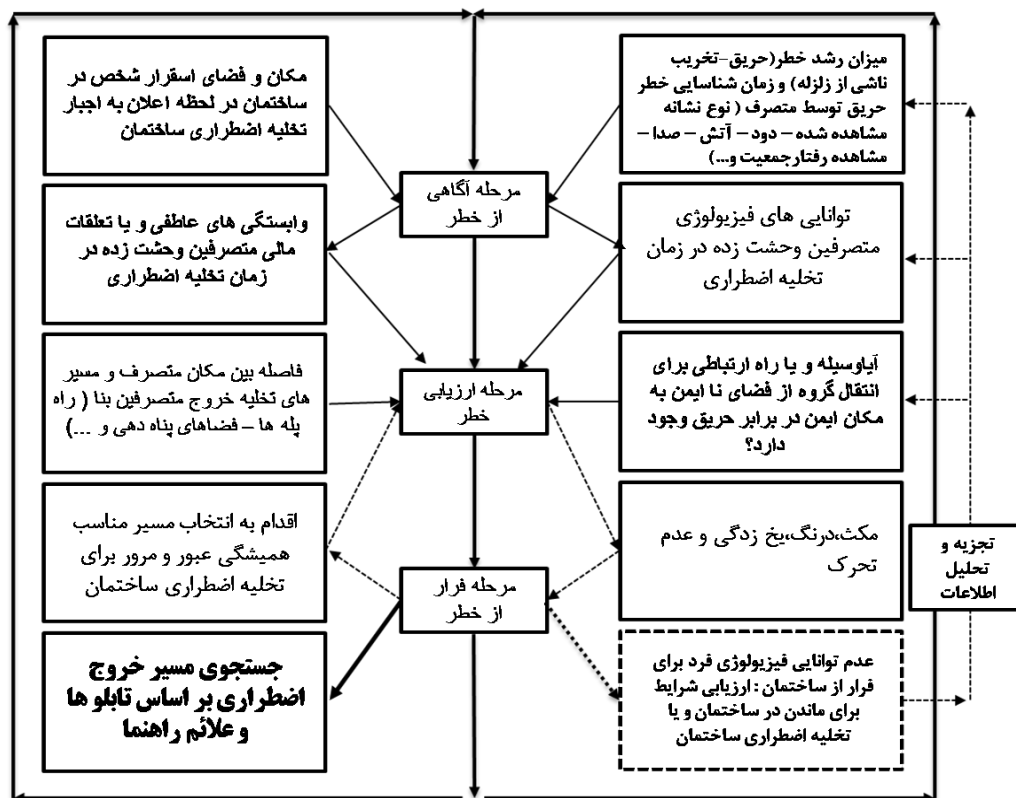 میزان رشد خطر(حریق-تخریب
ناشی از زلزله) و زمان شناسایی خطر
حریق توسط متصرف ( نوع نشانه
مشاهده شده – دود – آتش – صدا –
مشاهده رفتارجمعیت و...)
مکان و فضای اسقرار شخص در
ساختمان در لحظه اعلان به اجبار
تخلیه اضطراری ساختمان
مرحله آگاهی
از خطر
توانایی های فیزیولوژی
متصرفین وحشت زده در زمان
تخلیه اضطراری
وابستگی های عاطفی و یا تعلقات
مالی متصرفین وحشت زده در
زمان تخلیه اضطراری
آیاوسیله و یا راه ارتباطی برای
انتقال گروه از فضای نا ایمن به
مکان ایمن در برابر حریق وجود
دارد؟
مرحله ارزیابی
خطر
فاصله بین مکان متصرف و مسیر
های تخلیه خروج متصرفین بنا ( راه
پله ها – فضاهای پناه دهی و ...)
مکث،درنگ،یخ زدگی و عدم
تحرک
اقدام به انتخاب مسیر مناسب
همیشگی عبور و مرور برای
تخلیه اضطراری ساختمان
تجزیه و
تحلیل
اطلاعات
مرحله فرار
از خطر
عدم توانایی فیزیولوژی فرد برای
فرار از ساختمان : ارزیابی شرایط
برای ماندن در ساختمان و یا
تخلیه اضطراری ساختمان
جستجوی مسیر خروج
اضطراری بر اساس تابلو ها
و علائم راهنما